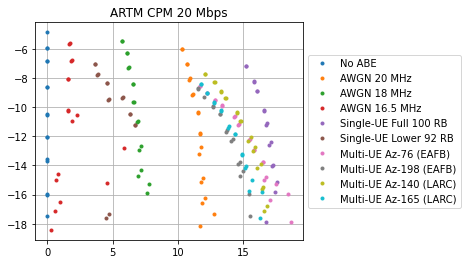 ARTM CPM 20 Mbps
−6
−8
−10
−12
−14
−16
−18
0
5
10
15
No ABE
AWGN 20 MHz
AWGN 18 MHz
AWGN 16.5 MHz
Single-UE Full 100 RB
Single-UE Lower 92 RB
Multi-UE Az-76 (EAFB)
Multi-UE Az-198 (EAFB)
Multi-UE Az-140 (LARC)
Multi-UE Az-165 (LARC)